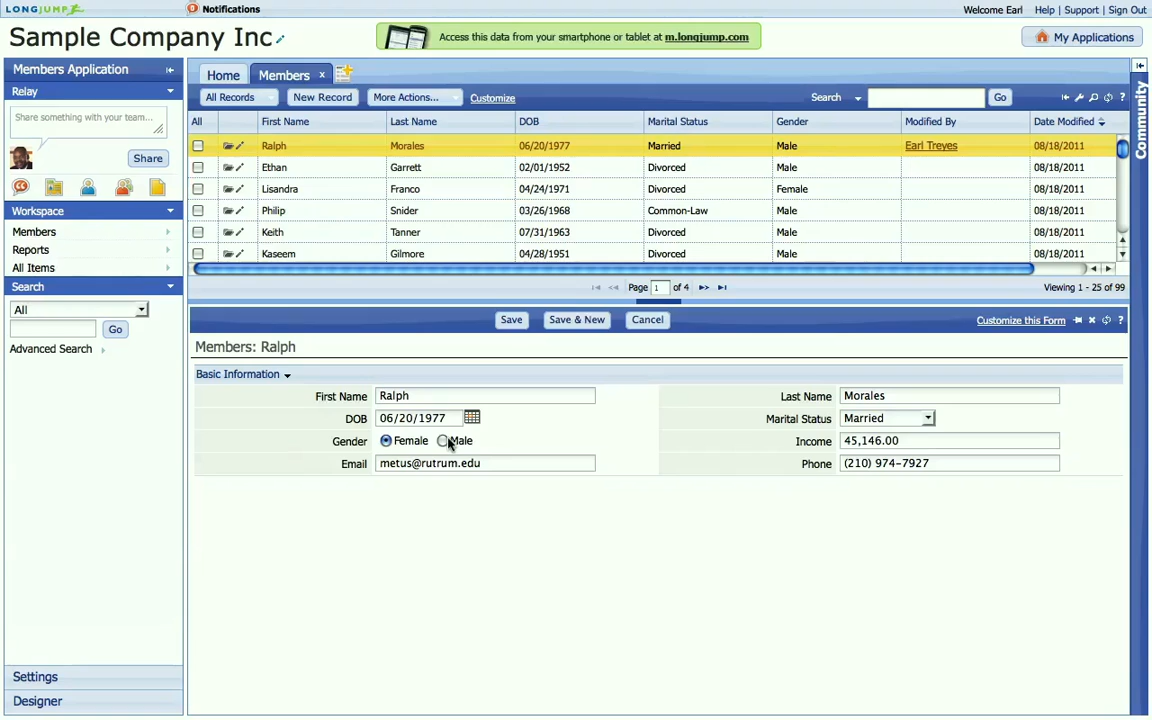 LONGJUMP
Notifications
Welcome Earl Help | Support | Sign Out
Sample Company Inc
Access this data from your smartphone or tablet at m.longjump.com
My Applications
Members Application
Relay
Share something with your team...
Share
Workspace
Members
Reports
All Items
Search
All
Go
Advanced Search
Settings
Designer
Home Members x
All Records New Record More Actions... Customize Search Go ?
All First Name Last Name DOB Marital Status Gender Modified By Date Modified
Ralph Morales 06/20/1977 Married Male Earl Treyes 08/18/2011
Ethan Garrett 02/01/1952 Divorced Male 08/18/2011
Lisandra Franco 04/24/1971 Divorced Female 08/18/2011
Philip Snider 03/26/1968 Common-Law Male 08/18/2011
Keith Tanner 07/31/1963 Divorced Male 08/18/2011
Kaseem Gilmore 04/28/1951 Divorced Male 08/18/2011
Page 1 of 4 Viewing 1 - 25 of 99
Save Save & New Cancel Customize this Form ?
Members: Ralph
Basic Information
First Name Ralph Last Name Morales
DOB 06/20/1977 Marital Status Married
Gender Female Male Income 45,146.00
Email metus@rutrum.edu Phone (210) 974-7927
Community